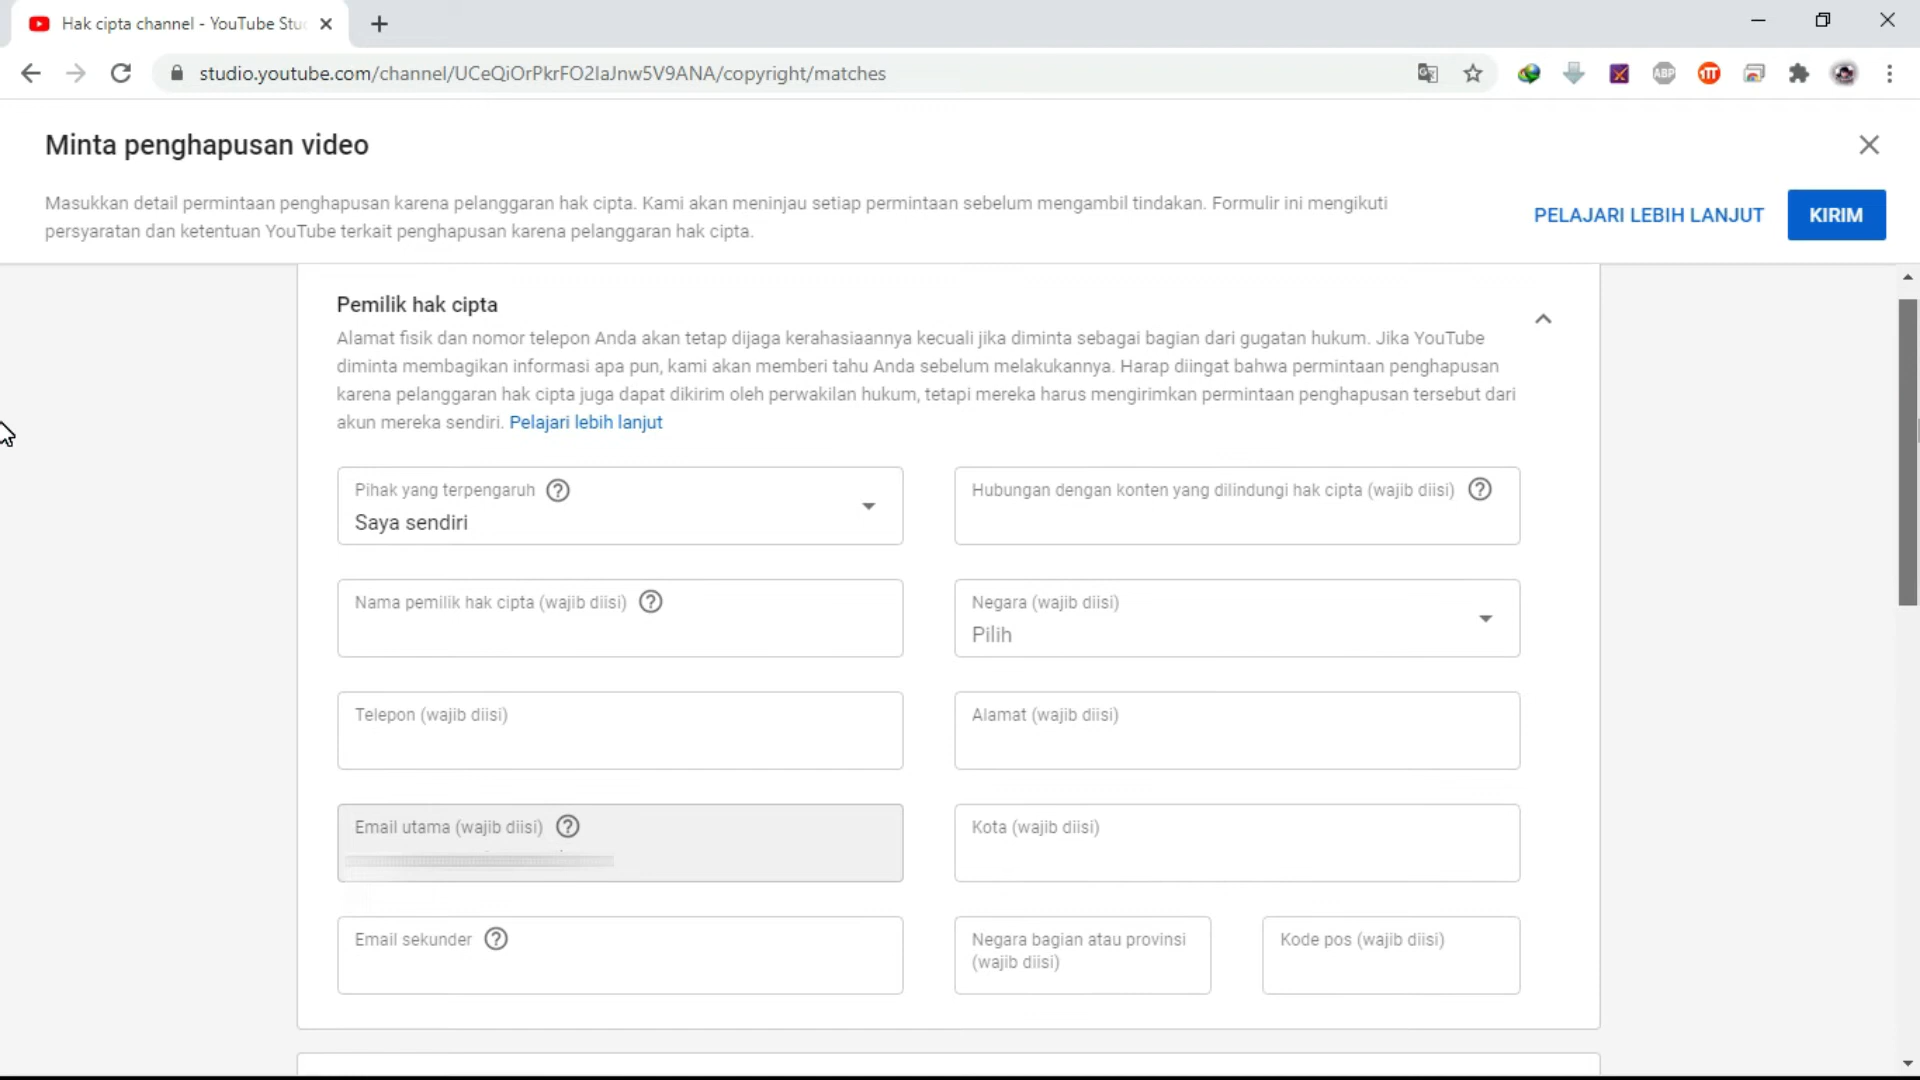 Hak cipta channel - YouTube Stu
studio.youtube.com/channel/UCeQiOrPkrFO2IaJnw5V9ANA/copyright/matches
ABP
Minta penghapusan video
Masukkan detail permintaan penghapusan karena pelanggaran hak cipta. Kami akan meninjau setiap permintaan sebelum mengambil tindakan. Formulir ini mengikuti
persyaratan dan ketentuan YouTube terkait penghapusan karena pelanggaran hak cipta.
PELAJARI LEBIH LANJUT
KIRIM
Pemilik hak cipta
Alamat fisik dan nomor telepon Anda akan tetap dijaga kerahasiaannya kecuali jika diminta sebagai bagian dari gugatan hukum. Jika YouTube
diminta membagikan informasi apa pun, kami akan memberi tahu Anda sebelum melakukannya. Harap diingat bahwa permintaan penghapusan
karena pelanggaran hak cipta juga dapat dikirim oleh perwakilan hukum, tetapi mereka harus mengirimkan permintaan penghapusan tersebut dari
akun mereka sendiri. Pelajari lebih lanjut
Pihak yang terpengaruh
Saya sendiri
Hubungan dengan konten yang dilindungi hak cipta (wajib diisi)
Nama pemilik hak cipta (wajib diisi)
Negara (wajib diisi)
Pilih
Telepon (wajib diisi)
Alamat (wajib diisi)
Email utama (wajib diisi)
Kota (wajib diisi)
Email sekunder
Negara bagian atau provinsi
(wajib diisi)
Kode pos (wajib diisi)